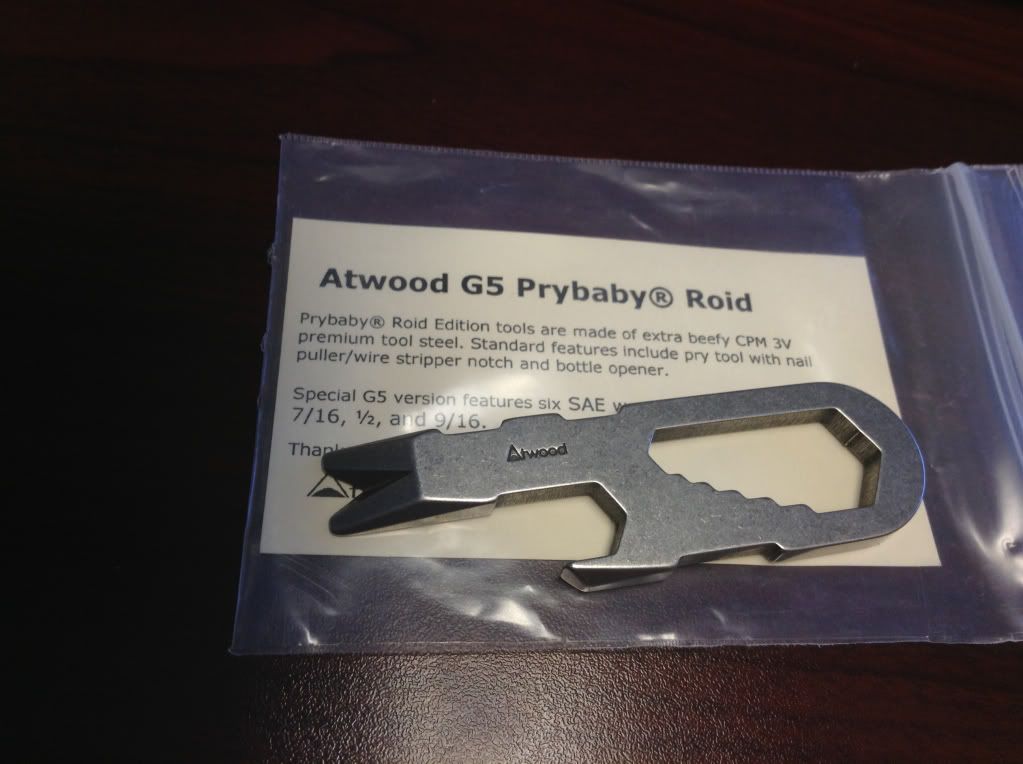 Atwood G5 Prybaby® Roid
Prybaby® Roid Edition tools are made of extra beefy CPM 3V
premium tool steel. Standard features include pry tool with nail
puller/wire stripper notch and bottle opener.
Special G5 version features six SAE
7/16, ½, and 9/16.
Atwood